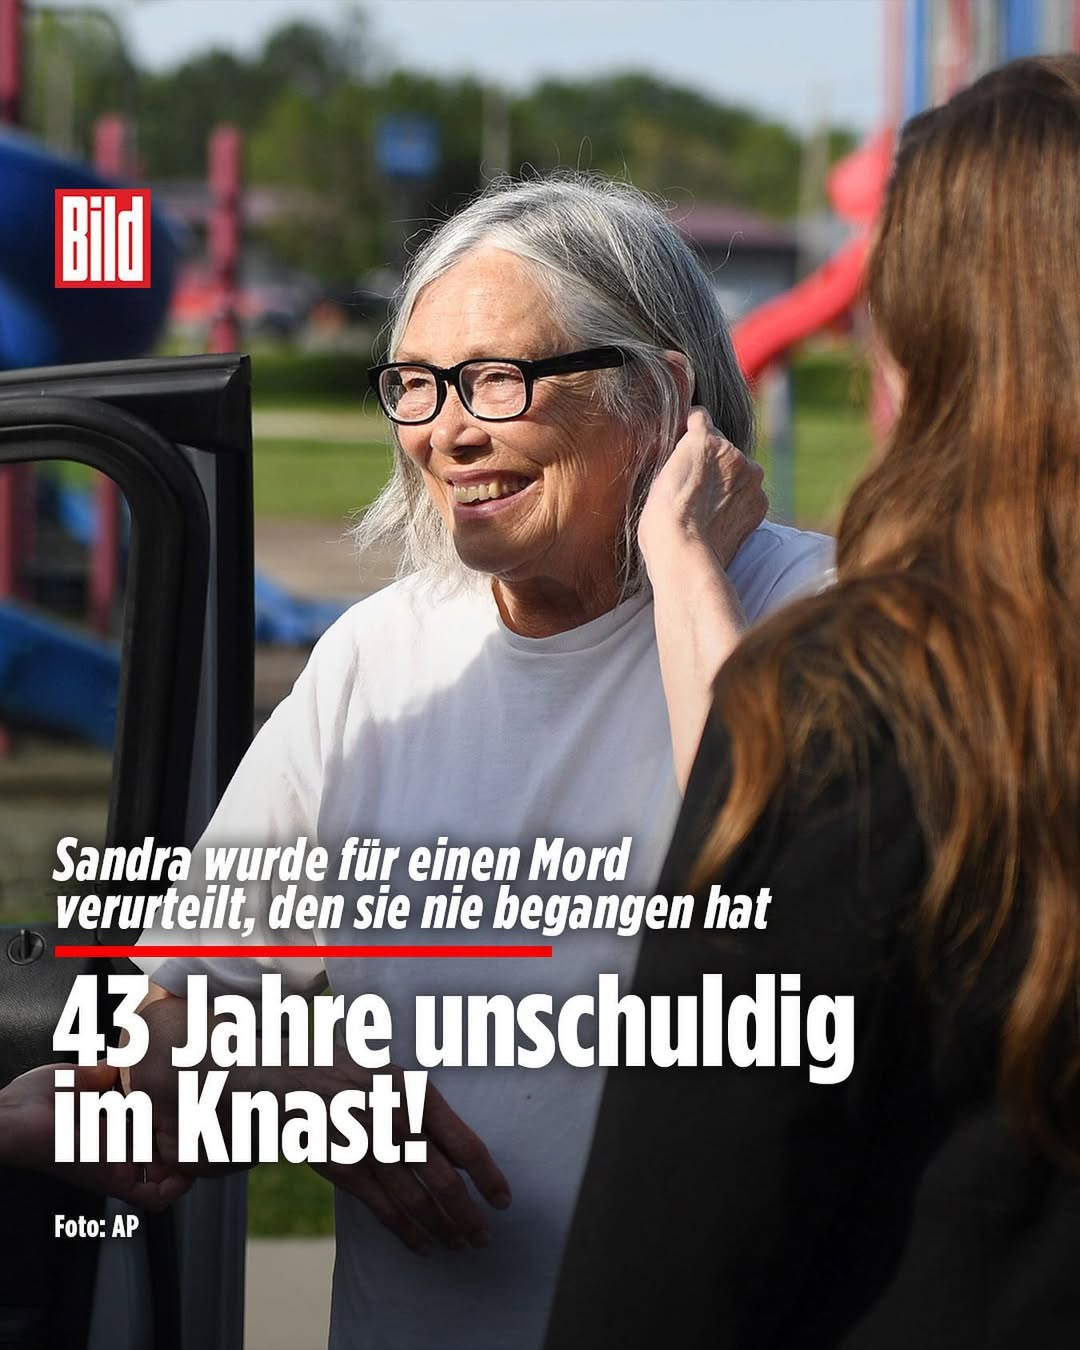 Bild
Sandra wurde für einen Mord
verurteilt, den sie nie begangen hat
43 Jahre unschuldig
im Knast!
Foto: AP